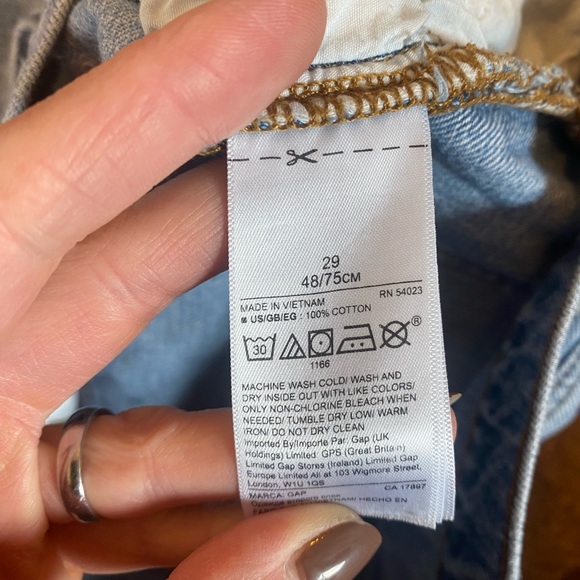 29
48/75CM
RN 54023
MADE IN VIETNAM
■ US/GB/EG : 100% COTTON
30
®
1166
MACHINE WASH COLD/ WASH AND
DRY INSIDE OUT WITH LIKE COLORS/
ONLY NON-CHLORINE BLEACH WHEN
NEEDED/ TUMBLE DRY LOW/ WARM
IRON/ DO NOT DRY CLEAN
Imported By/Importe Par: Gap (UK
Holdings) Limited: GPS (Great Britain)
Limited Gap Stores (Ireland) Limited Gap
Europe Limited All at 103 Wigmore Street,
London, W1U 1QS
CA 17897
MARCA: GAP
HECHO EN